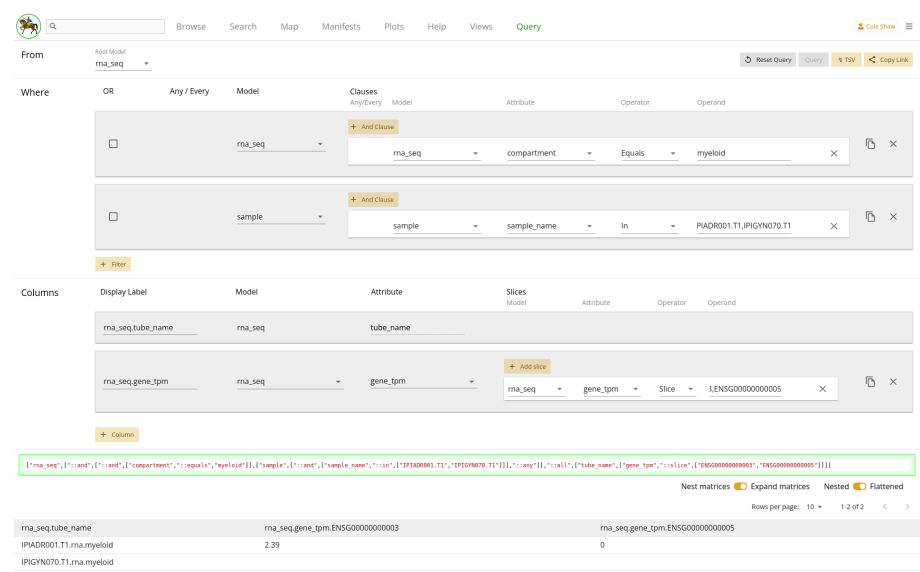 Browse Search Map Manifests Plots Help Views Query Cole Shaw
From Root Model
rna_seq Reset Query Query TSV Copy Link
Where OR Any / Every Model Clauses
Any/Every Model Attribute Operator Operand
+ And Clause
rna_seq rna_seq compartment Equals myeloid
+ And Clause
sample sample sample_name In PIADR001.T1,IPIGYN070.T1
+ Filter
Columns Display Label Model Attribute Slices
Model Attribute Operator Operand
rna_seq.tube_name rna_seq tube_name
+ Add slice
rna_seq.gene_tpm rna_seq gene_tpm rna_seq gene_tpm Slice 3,ENSG00000000005
+ Column
["rna_seq",["::and",["::and",["compartment","::equals","myeloid"]],["sample",["::and",["sample_name","::in",["IPIADR001.T1","IPIGYN070.T1"]]],"::any"]],"::all",["tube_name",["gene_tpm","::slice",["ENSG00000000003","ENSG00000000005"]]]]
Nest matrices Expand matrices Nested Flattened
Rows per page: 10 1-2 of 2
rna_seq.tube_name rna_seq.gene_tpm.ENSG00000000003 rna_seq.gene_tpm.ENSG00000000005
IPIADR001.T1.rna.myeloid 2.39 0
IPIGYN070.T1.rna.myeloid